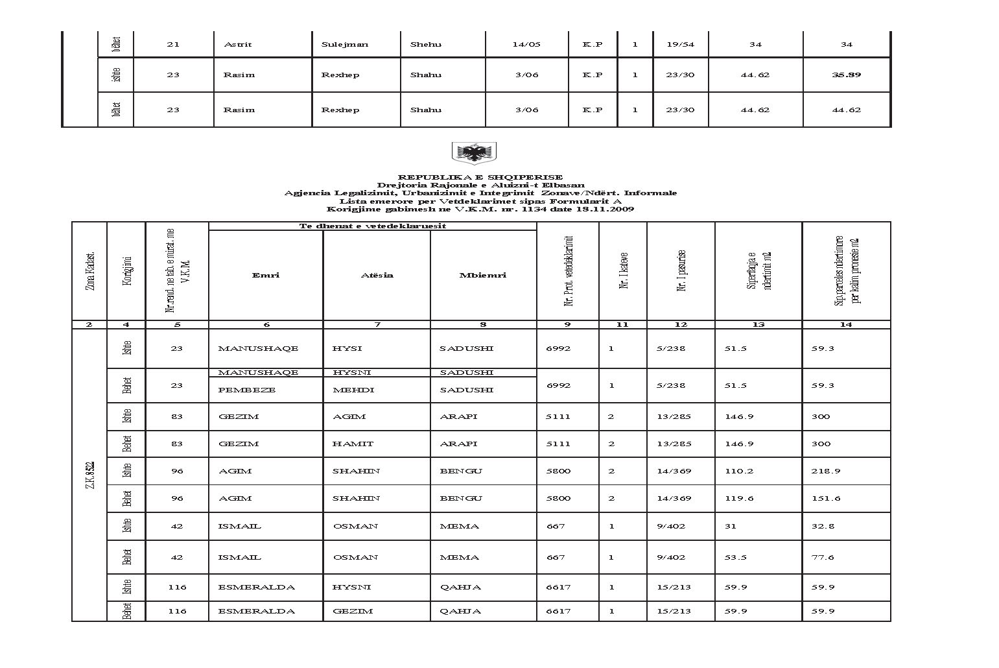 bëhet 21 Astrit Sulejman Shehu 14/05 K.P 1 19/54 34 34
ishte 23 Rasim Rexhep Shahu 3/06 K.P 1 23/30 44.62 35.89
bëhet 23 Rasim Rexhep Shahu 3/06 K.P 1 23/30 44.62 44.62
REPUBLIKA E SHQIPERISE
Drejtoria Rajonale e Aluizni-t Elbasan
Agjencia Legalizimit, Urbanizimit e Integrimit Zonave/Ndërt. Informale
Lista emerore per Vetdeklarimet sipas Formularit A
Korigjime gabimesh ne V.K.M. nr. 1134 date 18.11.2009
Zona Kadast.
Korigjimi
Nr.rend. ne tab. e mirat. me
V.K.M.
Te dhenat e vetedeklaruesit
Emri Atësia Mbiemri
Nr. Prot. vetedeklarimit
Nr. I kateve
Nr. I pasurise
Siperfaqja e
ndertimit m2
Sip.parceles ndertimore
per kalim pronesie m2
2 4 5 6 7 8 9 11 12 13 14
Z.K.8522
Ishte 23 MANUSHAQE HYSI SADUSHI 6992 1 5/238 51.5 59.3
MANUSHAQE HYSNI SADUSHI
Behet 23 6992 1 5/238 51.5 59.3
PEMBEZE MEHDI SADUSHI
Ishte 83 GEZIM AGIM ARAPI 5111 2 13/285 146.9 300
Behet 83 GEZIM HAMIT ARAPI 5111 2 13/285 146.9 300
Ishte 96 AGIM SHAHIN BENGU 5800 2 14/369 110.2 218.9
Behet 96 AGIM SHAHIN BENGU 5800 2 14/369 119.6 151.6
Ishte 42 ISMAIL OSMAN MEMA 667 1 9/402 31 32.8
Behet 42 ISMAIL OSMAN MEMA 667 1 9/402 53.5 77.6
Ishte 116 ESMERALDA HYSNI QAHJA 6617 1 15/213 59.9 59.9
Behet 116 ESMERALDA GEZIM QAHJA 6617 1 15/213 59.9 59.9